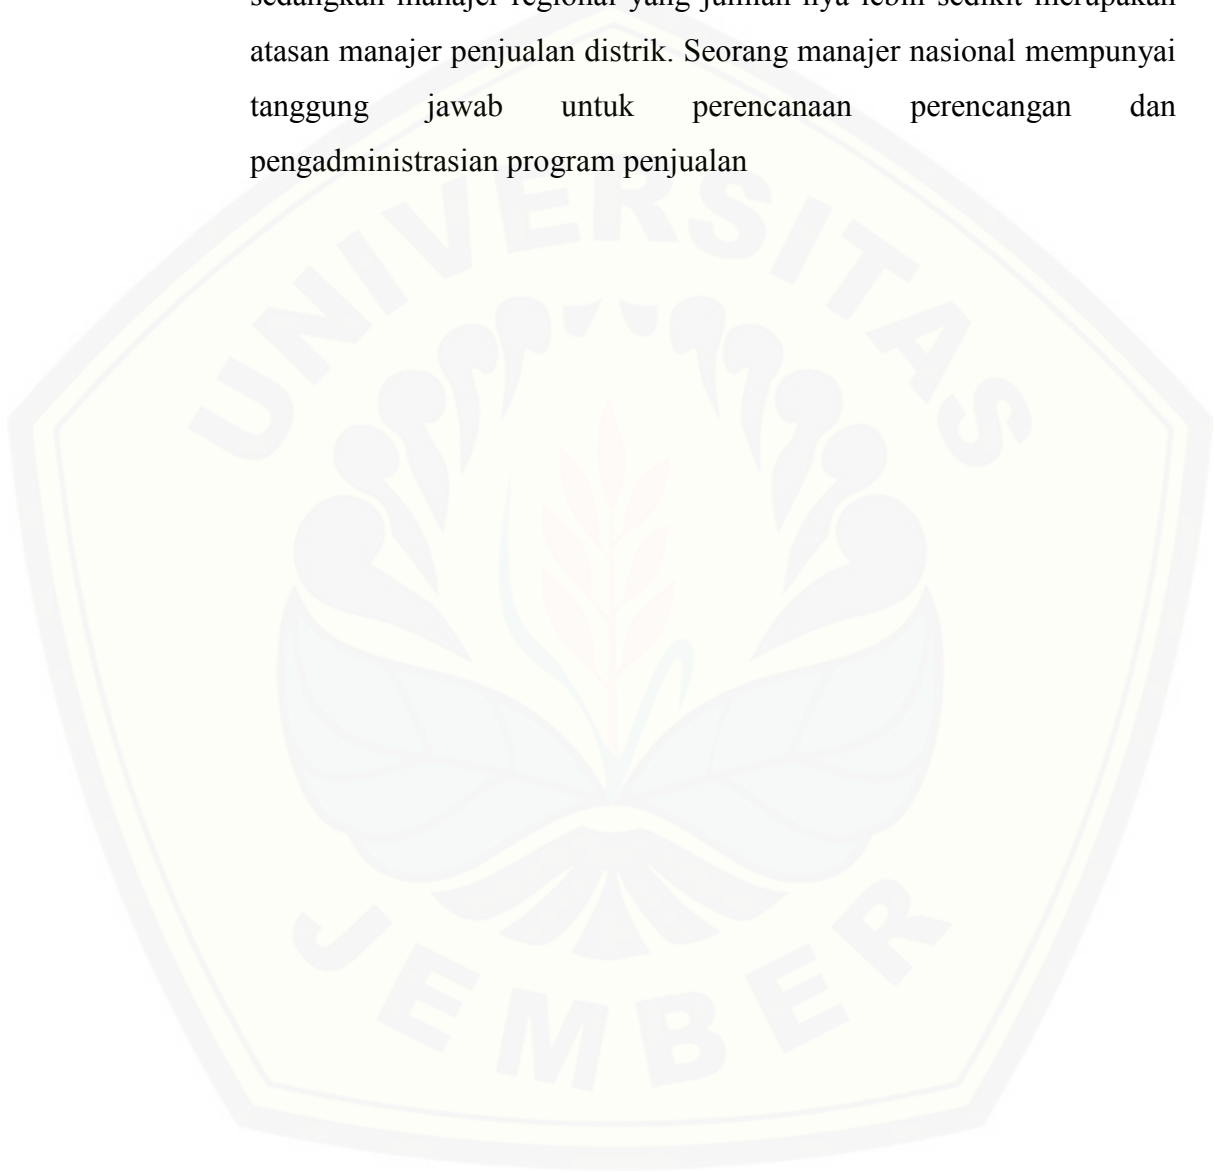 sedangkan manajer regional yang jumlah nya lebih sedikit merupakan
atasan manajer penjualan distrik. Seorang manajer nasional mempunyai
tanggung jawab untuk perencanaan perencangan dan
pengadministrasian program penjualan
UNIVERSITAS
JEMBER